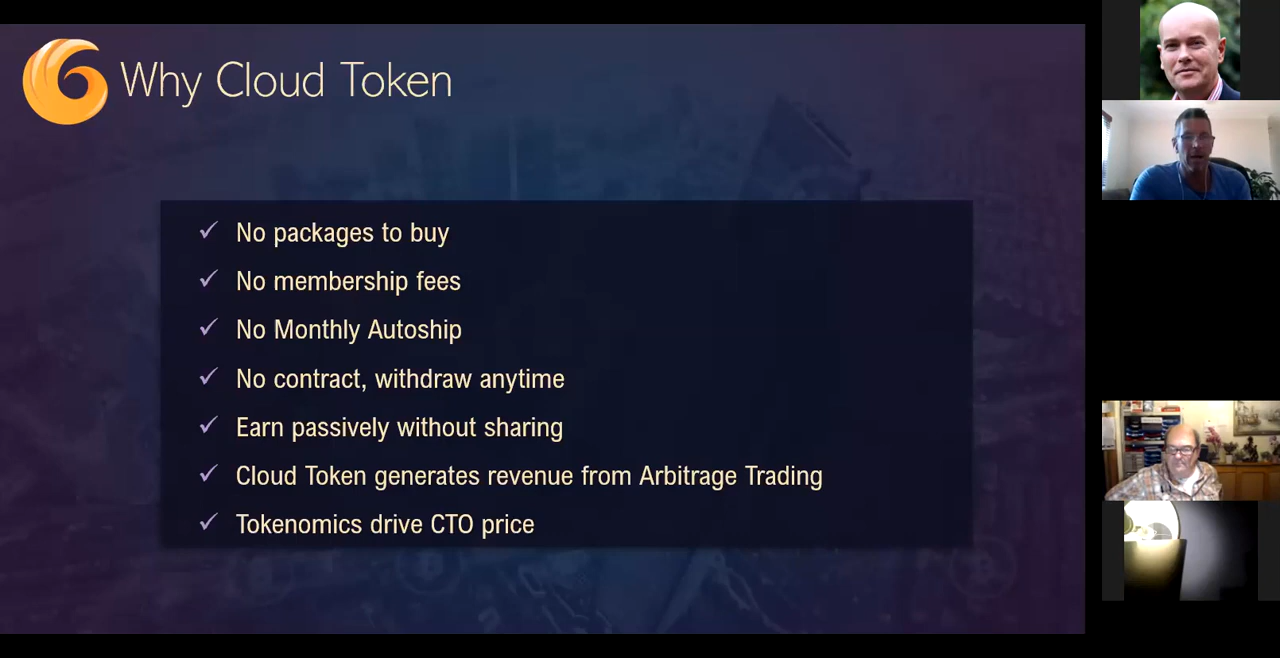 Why Cloud Token
No packages to buy
No membership fees
No Monthly Autoship
No contract, withdraw anytime
Earn passively without sharing
Cloud Token generates revenue from Arbitrage Trading
Tokenomics drive CTO price